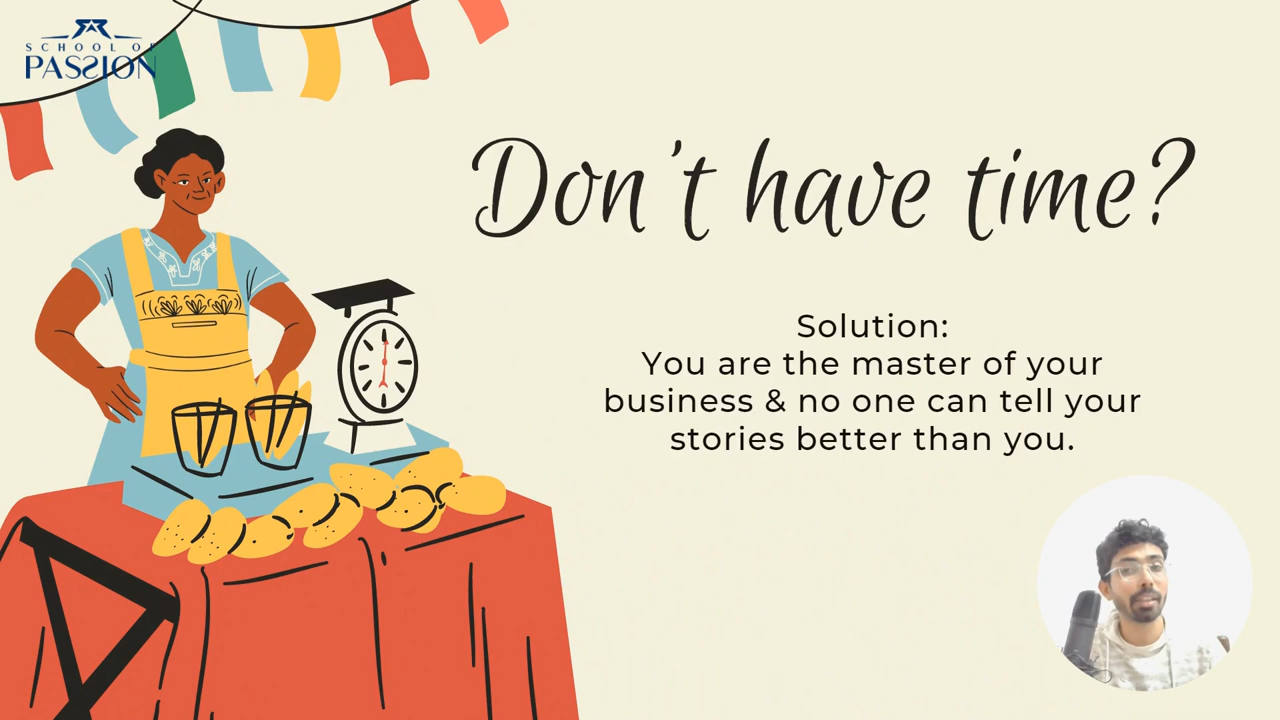 SCHOOL OF
PASSION
Don't have time?
Solution:
You are the master of your
business & no one can tell your
stories better than you.